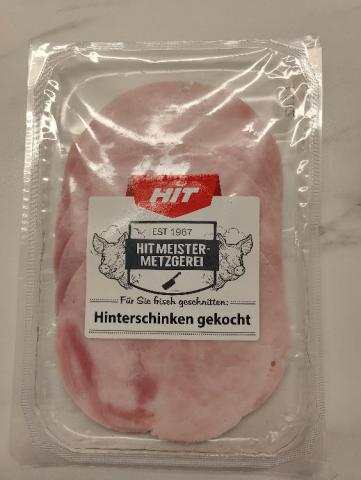 HIT
EST 1967
HIT MEISTER-
METZGEREI
Für Sie frisch geschnitten:
Hinterschinken gekocht